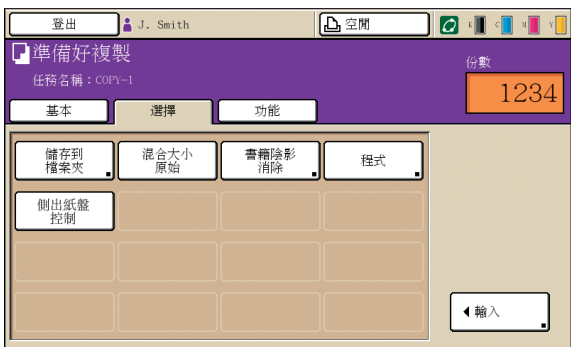 登出
J. Smith
空閒
K C M Y
準備好複製
任務名稱：COPY-1
份數
1234
基本
選擇
功能
儲存到
檔案夾
混合大小
原始
書籍陰影
消除
程式
側出紙盤
控制
輸入